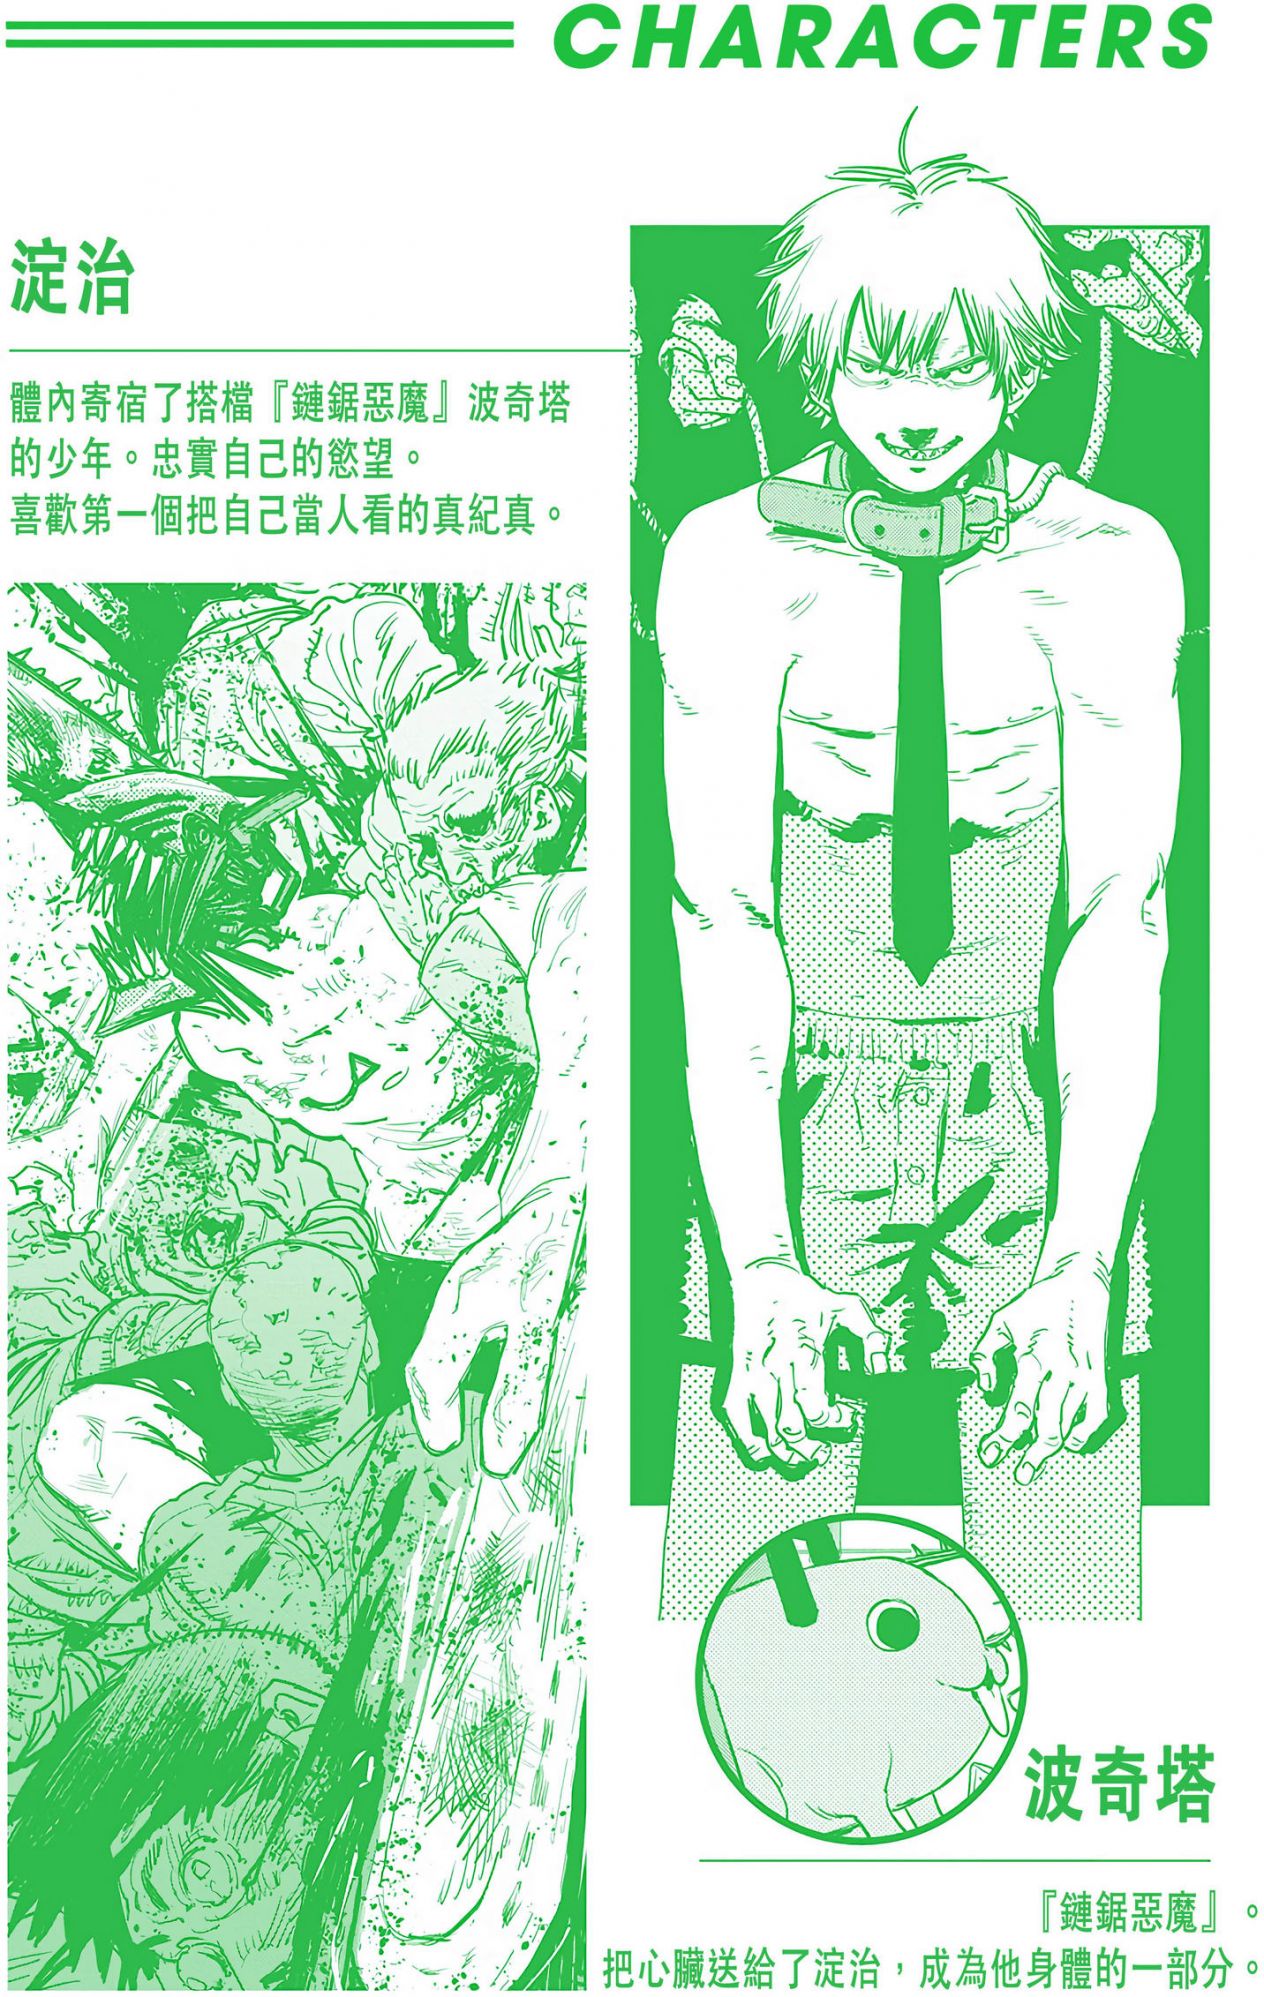 CHARACTERS
淀治
體內寄宿了搭檔『鏈鋸惡魔』波奇塔
的少年。忠實自己的慾望。
喜歡第一個把自己當人看的真紀真。
波奇塔
『鏈鋸惡魔』。
把心臟送給了淀治，成為他身體的一部分。